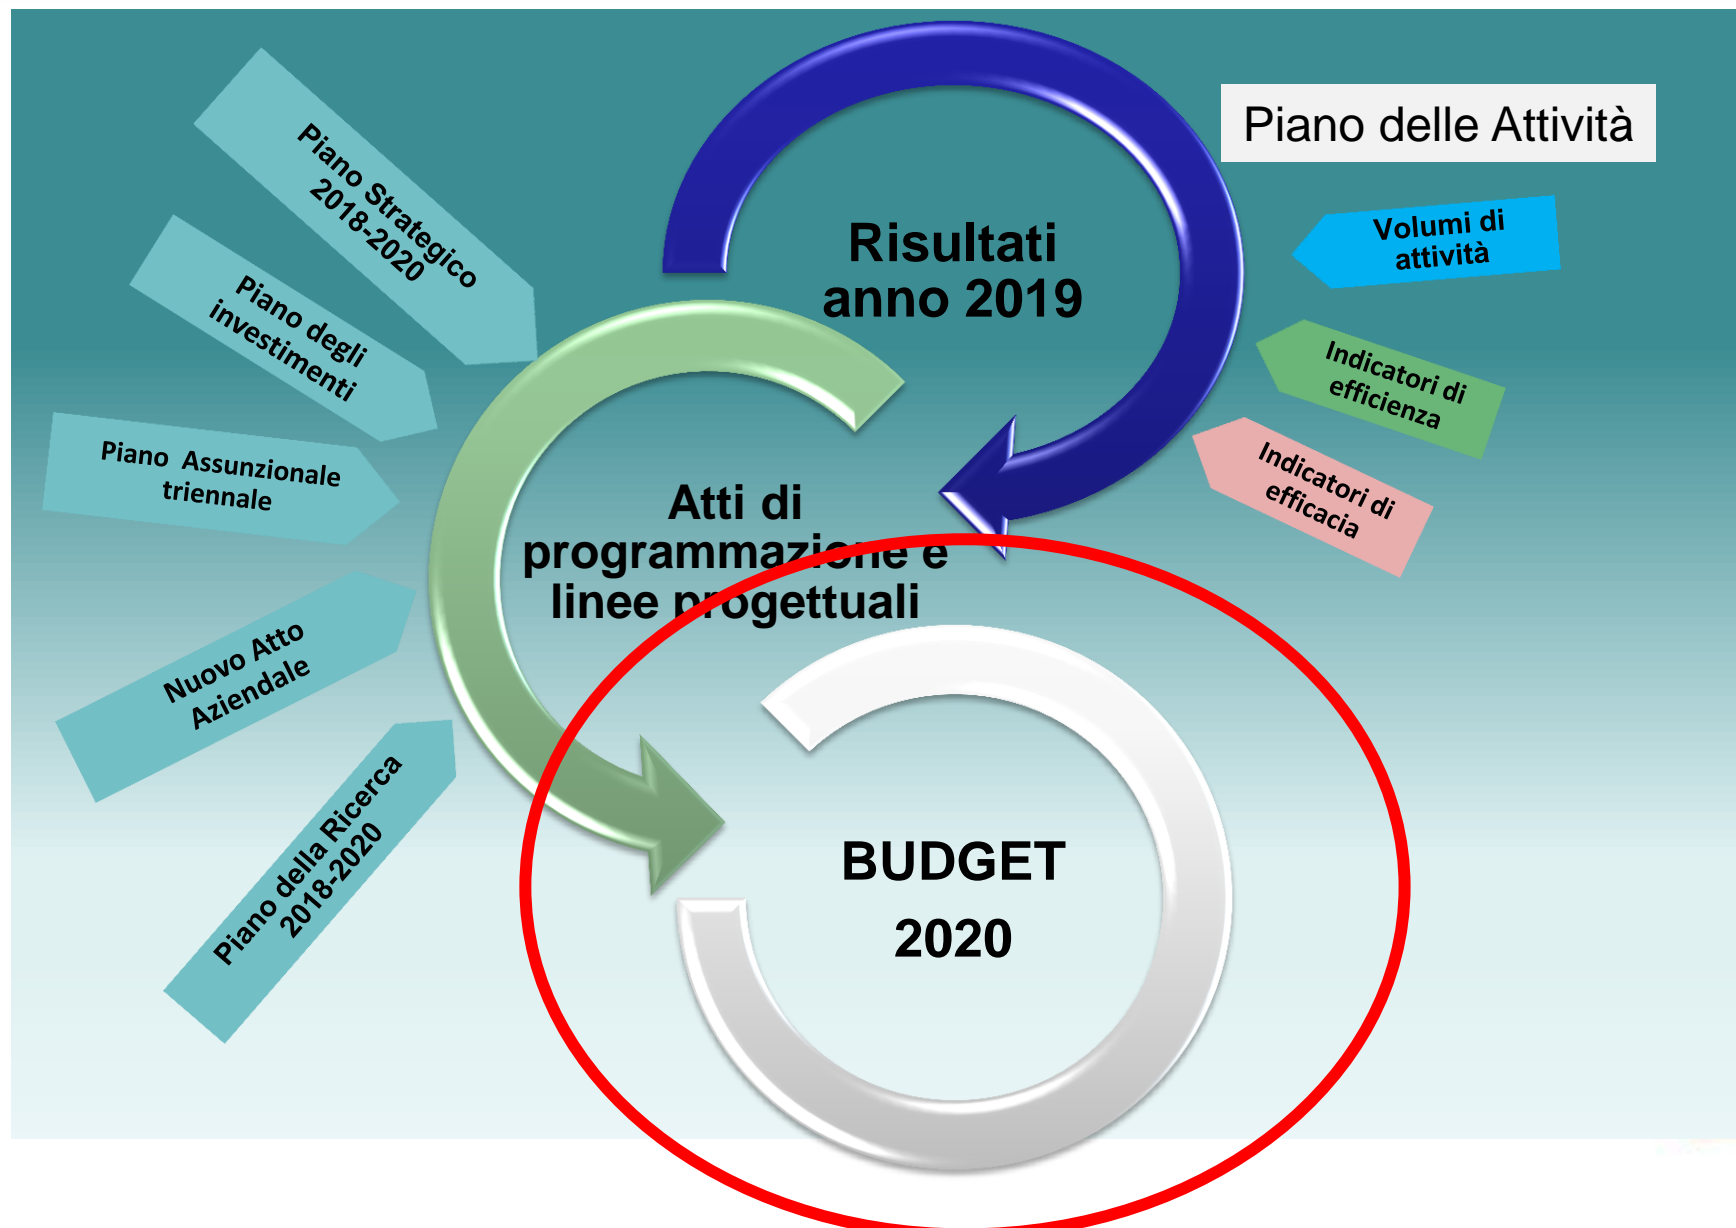 Piano delle Attività
Piano Strategico
2018-2020
Piano degli
investimenti
Piano Assunzionale
triennale
Nuovo Atto
Aziendale
Piano della Ricerca
2018-2020
Risultati
anno 2019
Volumi di
attività
Indicatori di
efficienza
Indicatori di
efficacia
Atti di
programmazione e
linee progettuali
BUDGET
2020